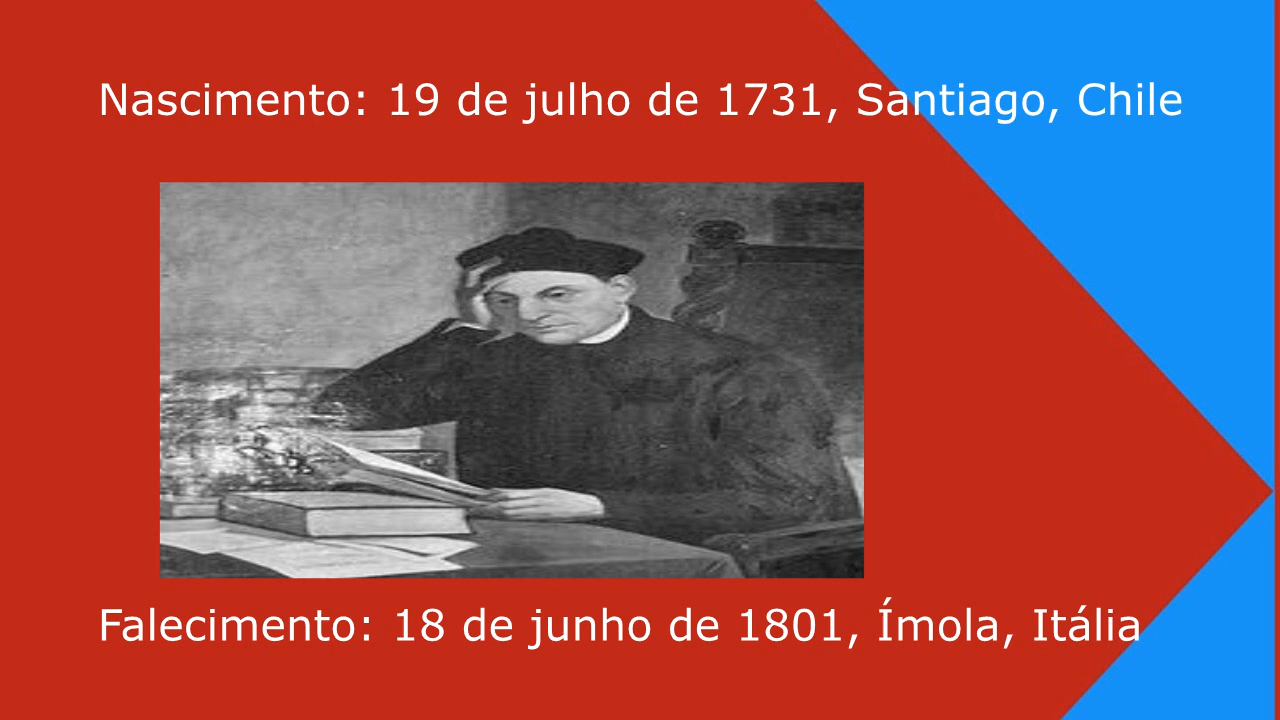 Nascimento: 19 de julho de 1731, Santiago, Chile
Falecimento: 18 de junho de 1801, Ímola, Itália